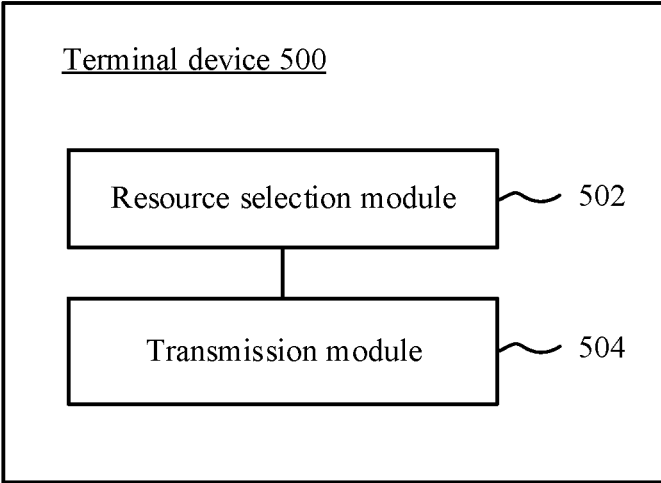 Terminal device 500
Resource selection module
502
Transmission module
504